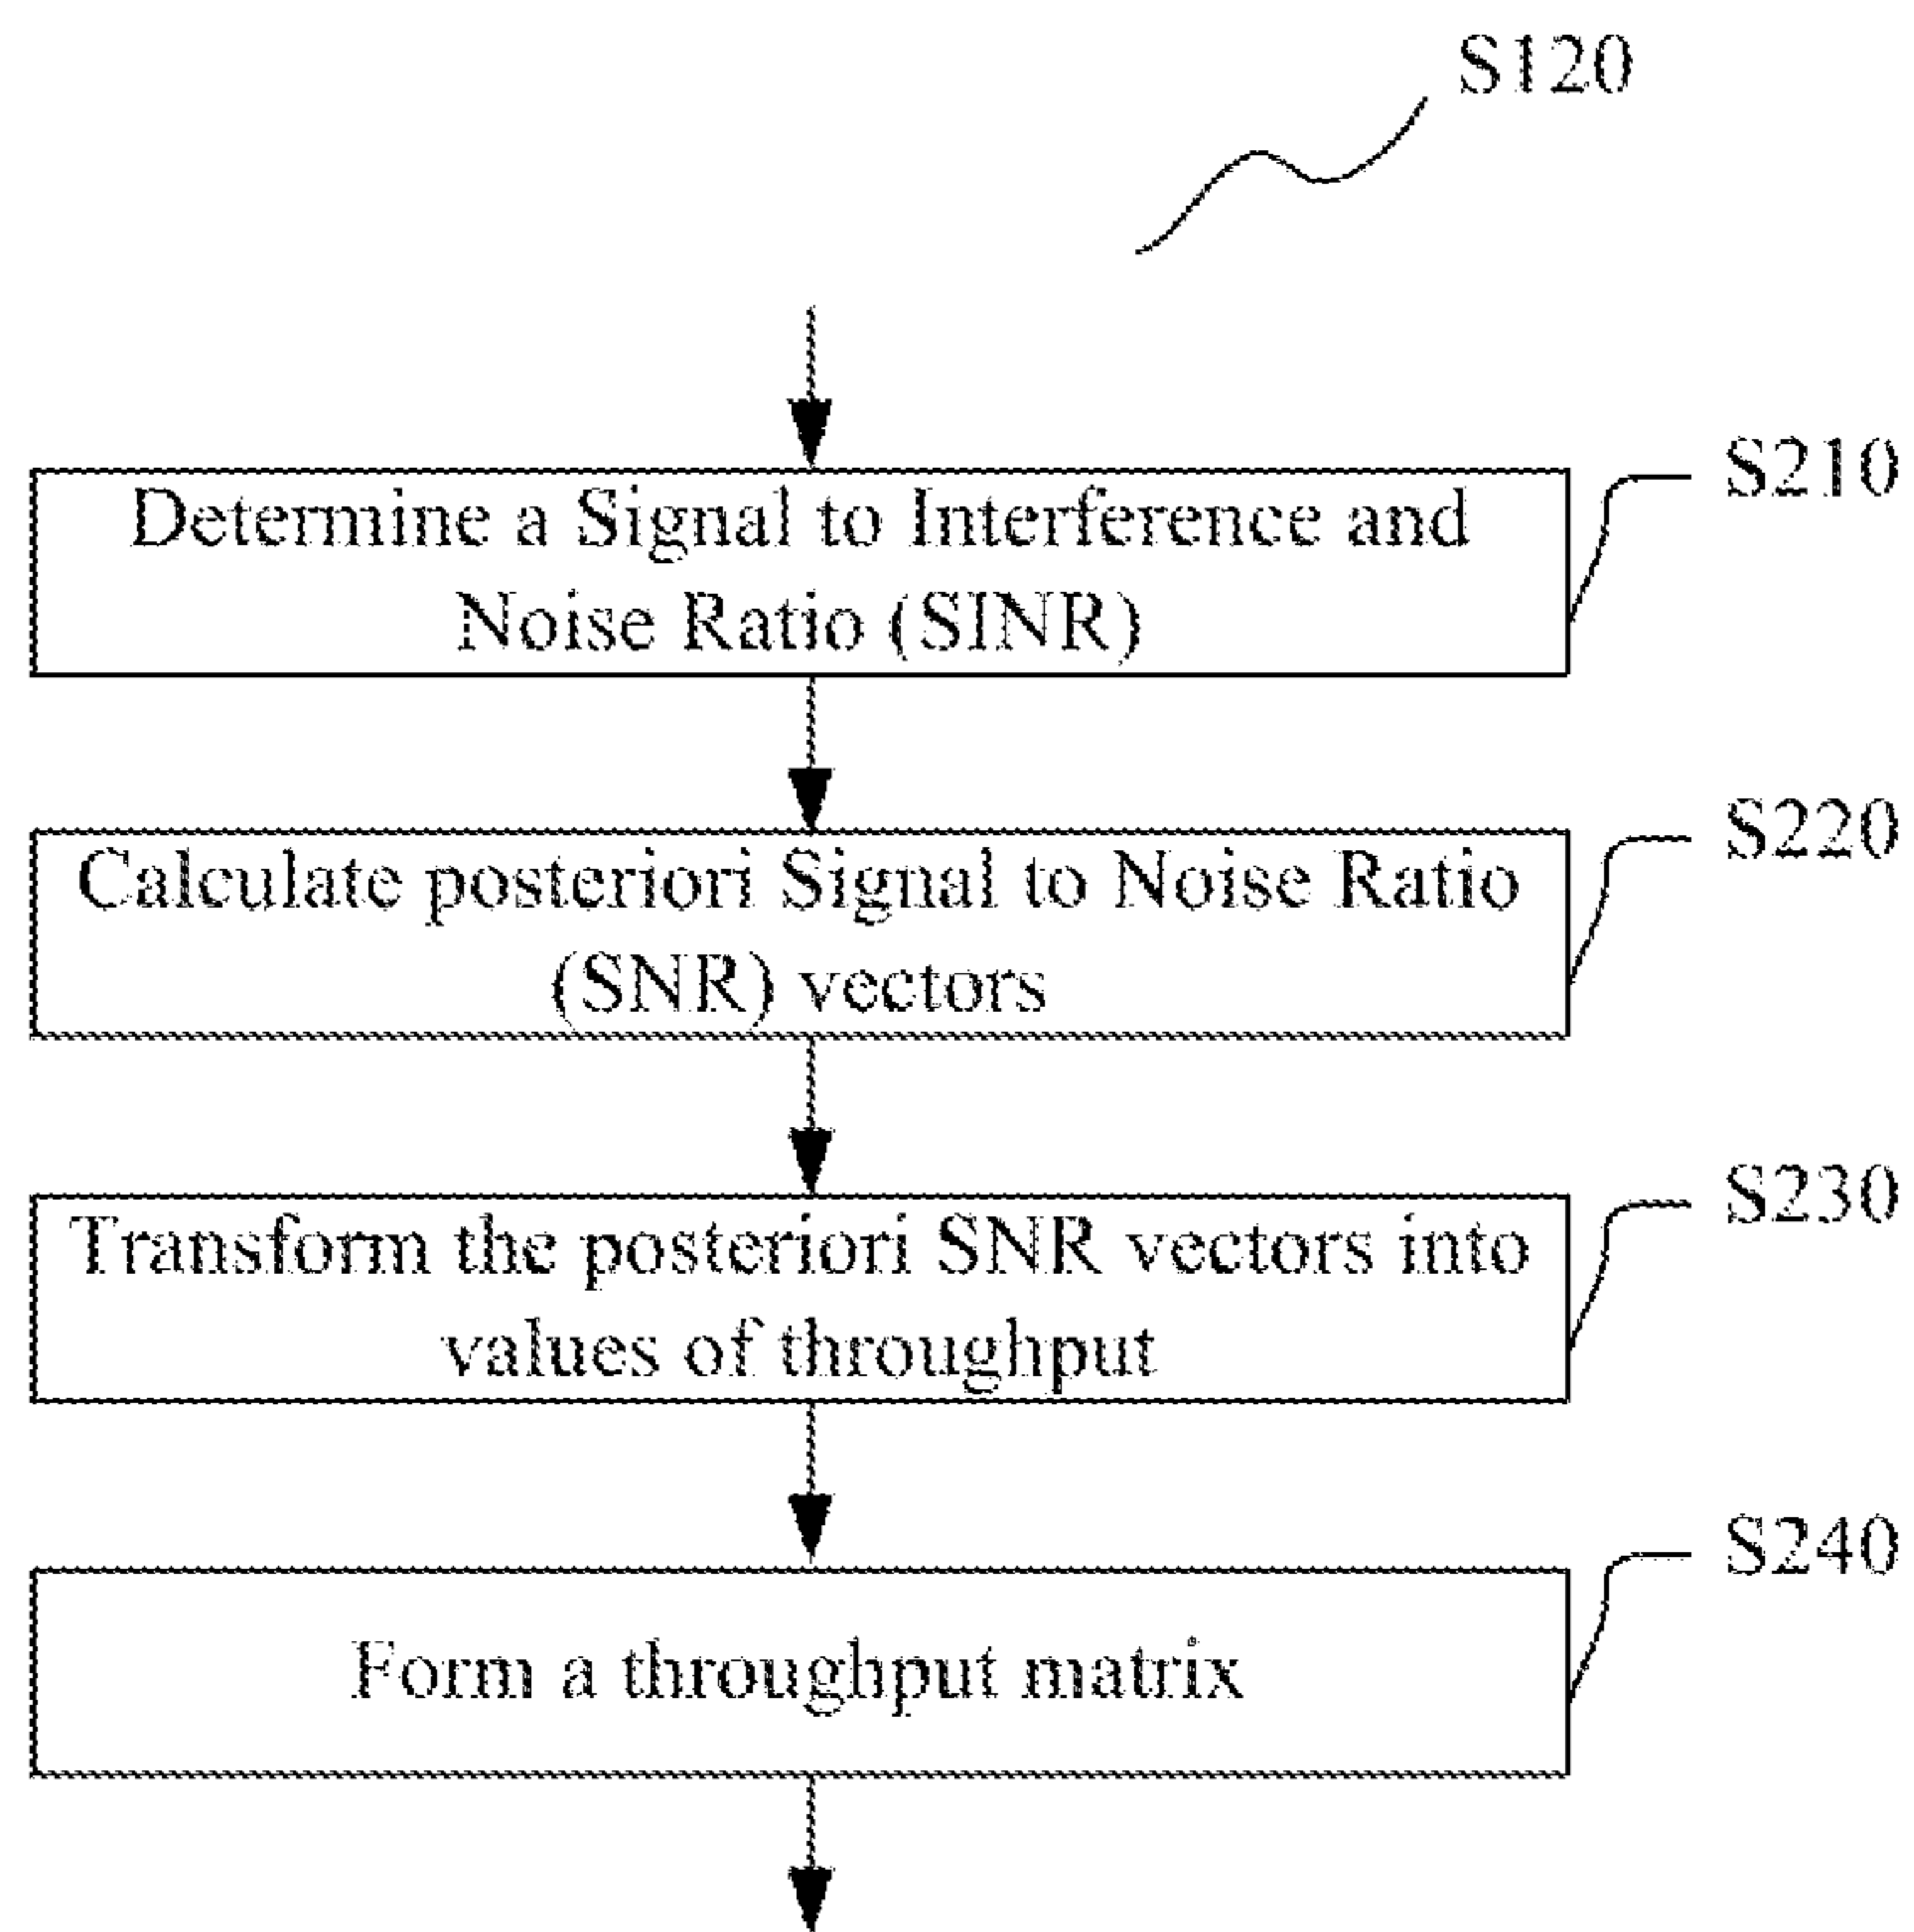 S120
S210
Determine a Signal to Interference and
Noise Ratio (SINR)
S220
Calculate posteriori Signal to Noise Ratio
(SNR) vectors
S230
Transform the posteriori SNR vectors into
values of throughput
S240
Form a throughput matrix